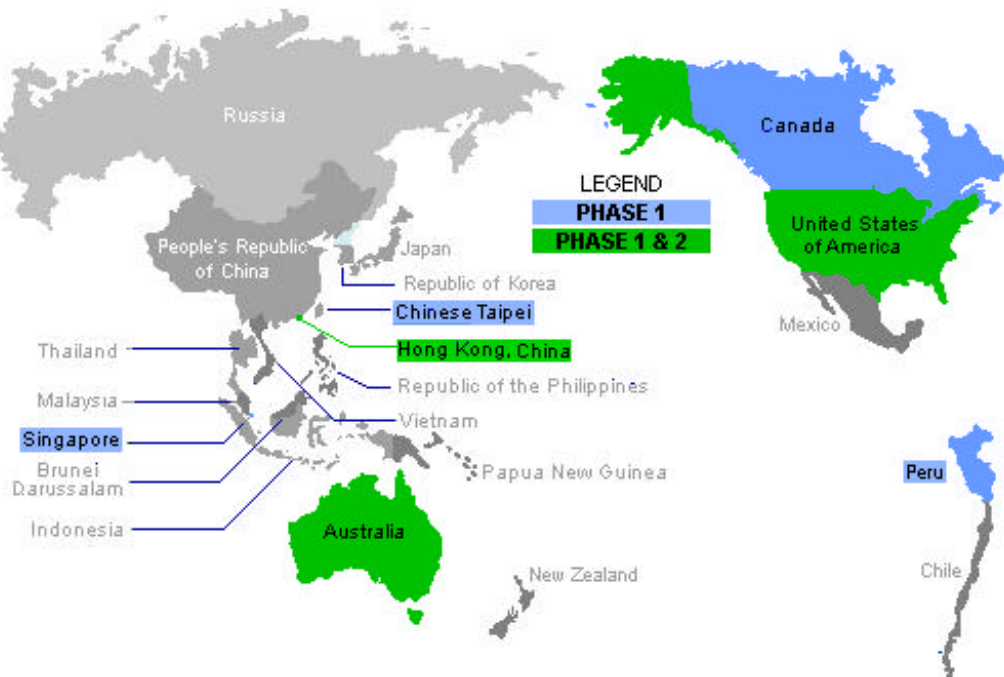 Russia
Canada
LEGEND
PHASE 1
PHASE 1 & 2
United States
of America
People's Republic
of China
Japan
Republic of Korea
Chinese Taipei
Mexico
Thailand
Hong Kong, China
Republic of the Philippines
Malaysia
Vietnam
Singapore
Brunei
Darussalam
Papua New Guinea
Peru
Indonesia
Australia
New Zealand
Chile